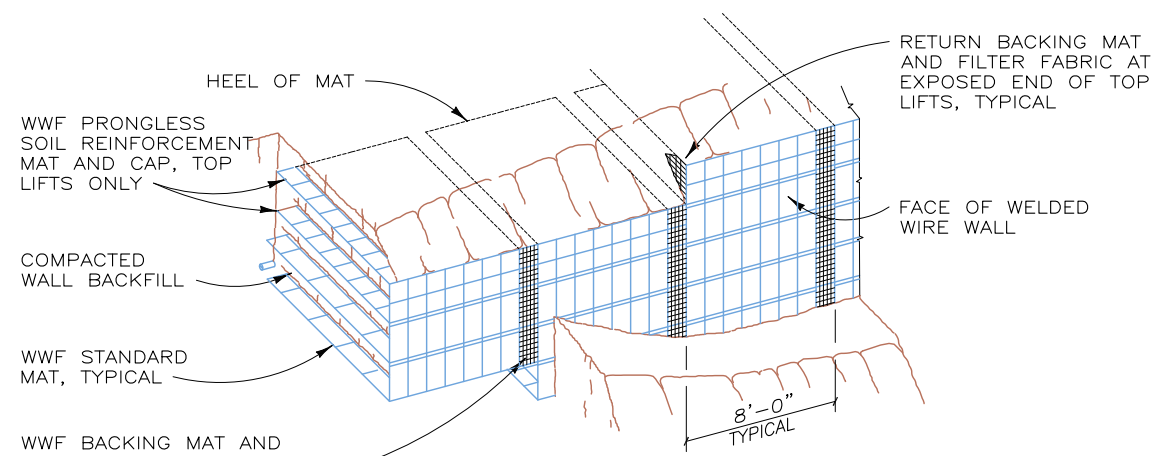 HEEL OF MAT
WWF PRONGLESS
SOIL REINFORCEMENT
MAT AND CAP, TOP
LIFTS ONLY
COMPACTED
WALL BACKFILL
WWF STANDARD
MAT, TYPICAL
WWF BACKING MAT AND
RETURN BACKING MAT
AND FILTER FABRIC AT
EXPOSED END OF TOP
LIFTS, TYPICAL
FACE OF WELDED
WIRE WALL
8'-0"
TYPICAL